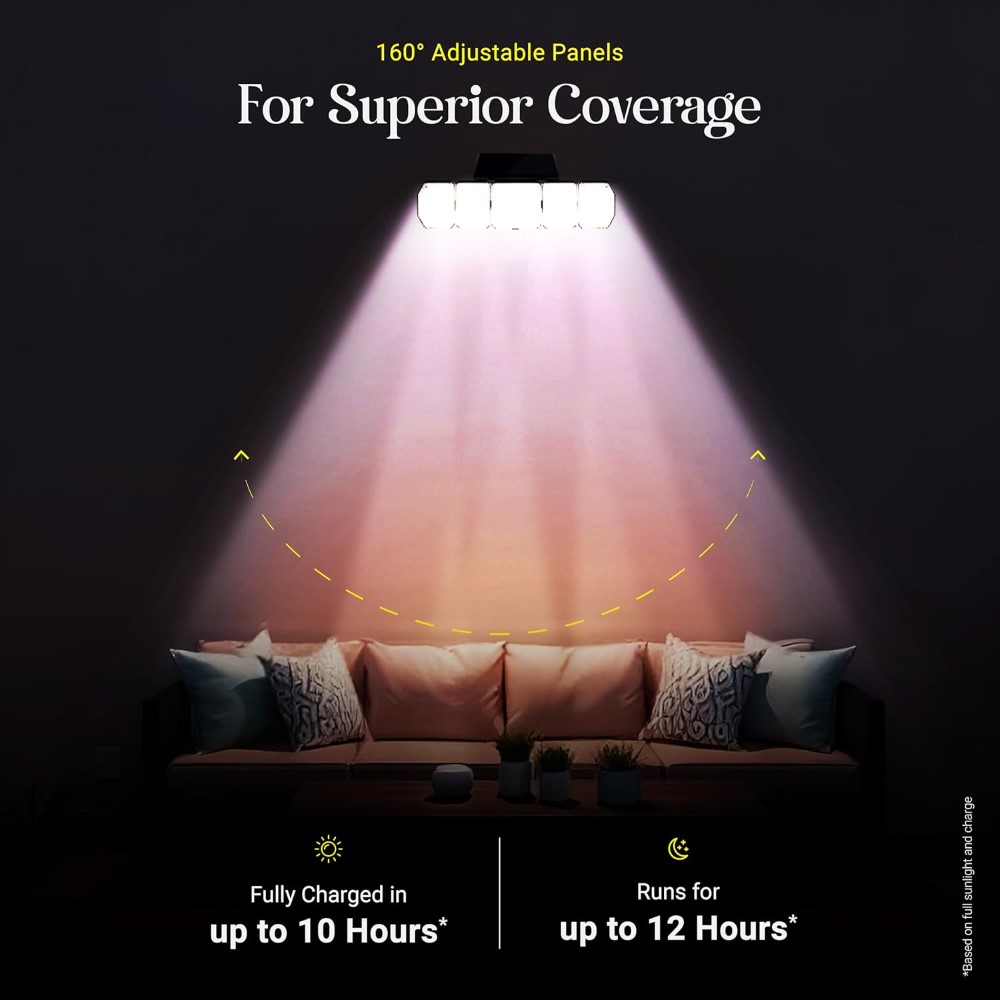 160° Adjustable Panels
For Superior Coverage
Fully Charged in
up to 10 Hours*
Runs for
up to 12 Hours*
*Based on full sunlight and charge